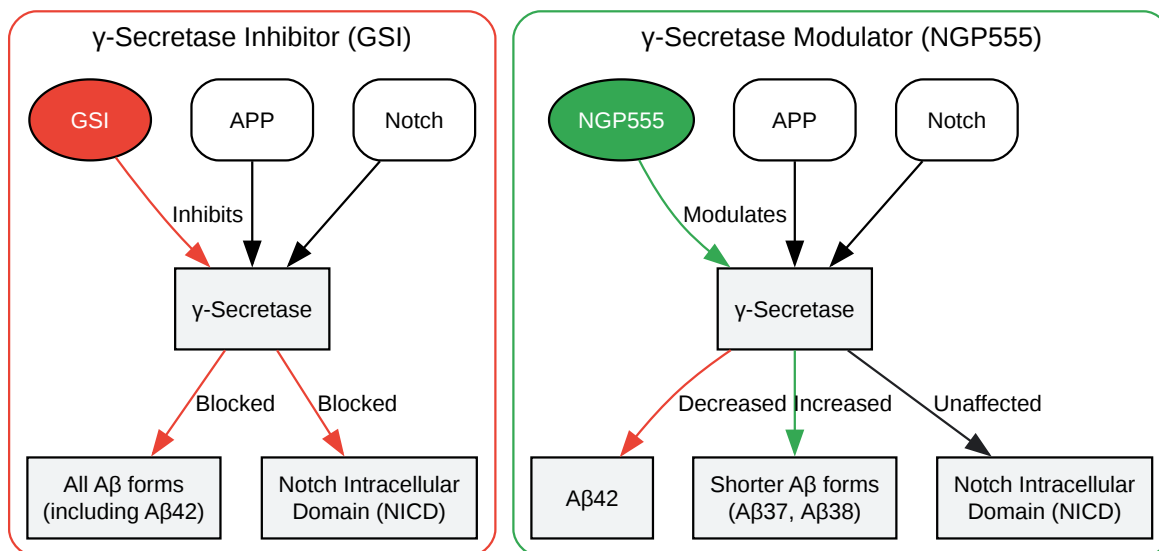 γ-Secretase Inhibitor (GSI)
GSI
APP
Notch
Inhibits
γ-Secretase
Blocked
Blocked
All Aβ forms
(including Aβ42)
Notch Intracellular
Domain (NICD)
γ-Secretase Modulator (NGP555)
NGP555
APP
Notch
Modulates
γ-Secretase
Decreased
Increased
Unaffected
Aβ42
Shorter Aβ forms
(Aβ37, Aβ38)
Notch Intracellular
Domain (NICD)